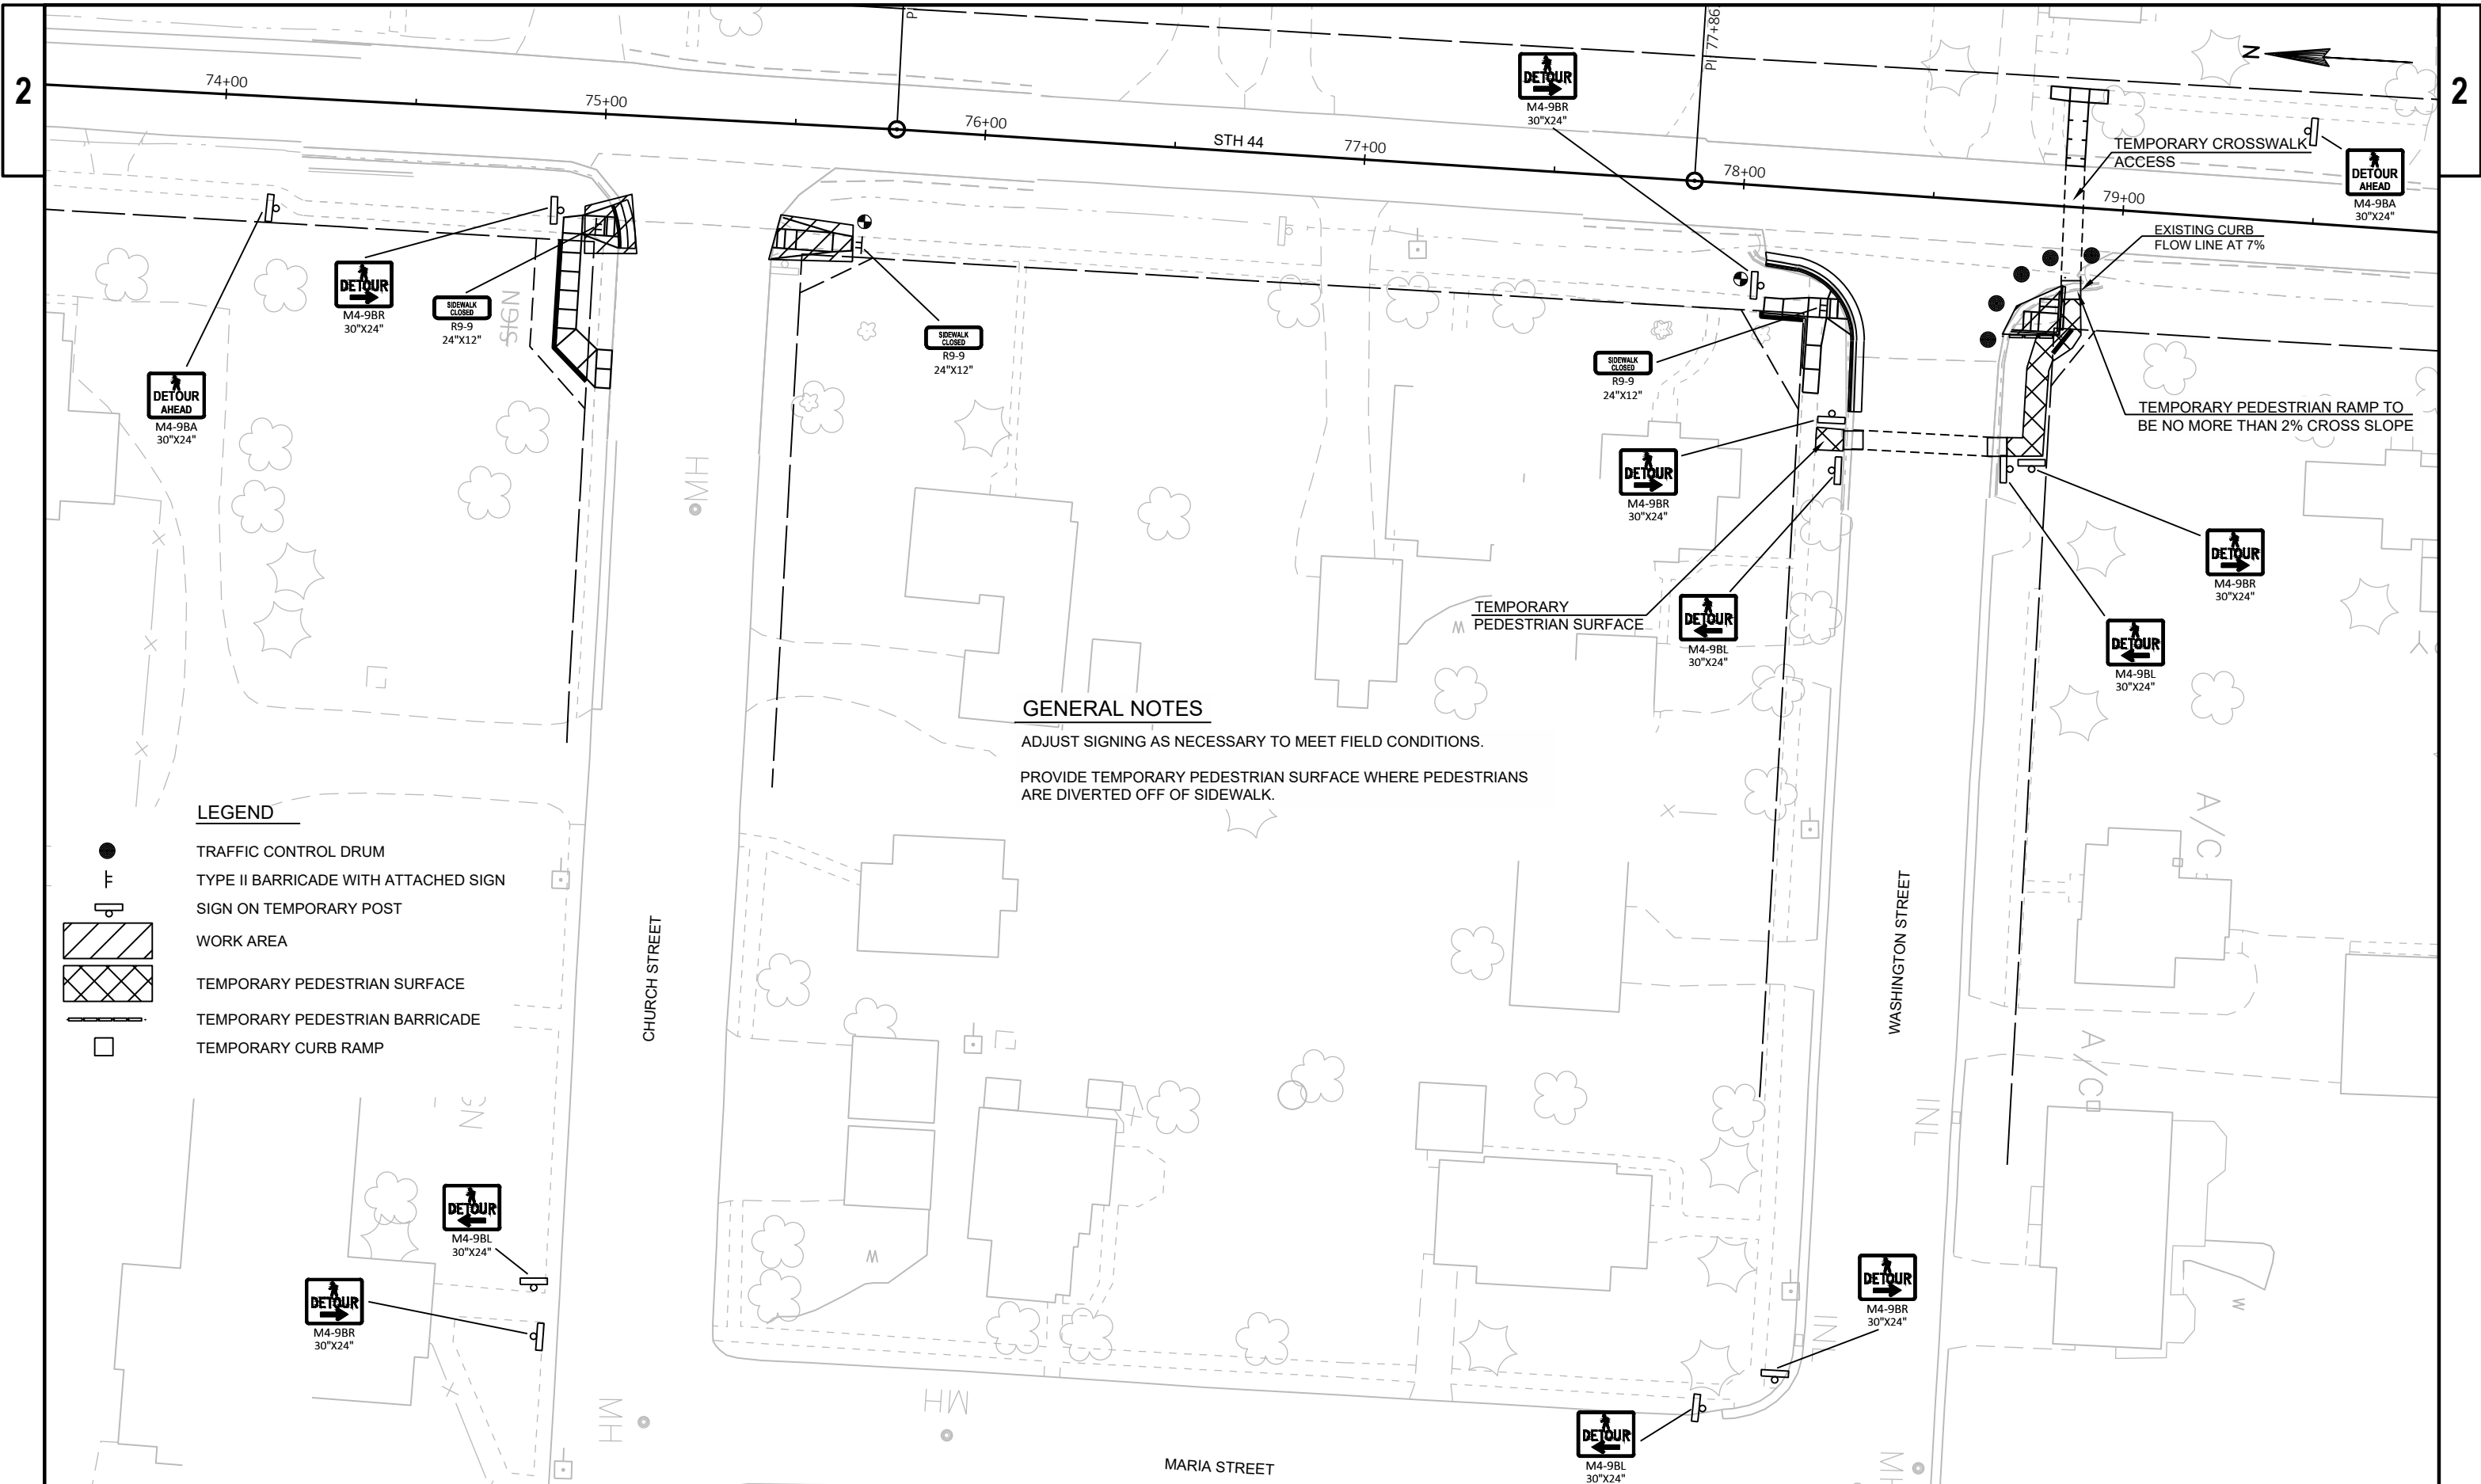 2
2
74+00
75+00
76+00
77+00
78+00
79+00
PI
PI 77+86
STH 44
N
DETOUR
M4-9BR
30"X24"
TEMPORARY CROSSWALK
ACCESS
DETOUR
AHEAD
M4-9BA
30"X24"
EXISTING CURB
FLOW LINE AT 7%
DETOUR
M4-9BR
30"X24"
SIDEWALK
CLOSED
R9-9
24"X12"
SIGN
SIDEWALK
CLOSED
R9-9
24"X12"
SIDEWALK
CLOSED
R9-9
24"X12"
DETOUR
AHEAD
M4-9BA
30"X24"
TEMPORARY PEDESTRIAN RAMP TO
BE NO MORE THAN 2% CROSS SLOPE
MH
DETOUR
M4-9BR
30"X24"
DETOUR
M4-9BR
30"X24"
TEMPORARY
PEDESTRIAN SURFACE
W
DETOUR
M4-9BL
30"X24"
DETOUR
M4-9BL
30"X24"
GENERAL NOTES
ADJUST SIGNING AS NECESSARY TO MEET FIELD CONDITIONS.
PROVIDE TEMPORARY PEDESTRIAN SURFACE WHERE PEDESTRIANS
ARE DIVERTED OFF OF SIDEWALK.
LEGEND
TRAFFIC CONTROL DRUM
TYPE II BARRICADE WITH ATTACHED SIGN
SIGN ON TEMPORARY POST
WORK AREA
TEMPORARY PEDESTRIAN SURFACE
TEMPORARY PEDESTRIAN BARRICADE
TEMPORARY CURB RAMP
CHURCH STREET
WASHINGTON STREET
A/C
A/C
INL
DETOUR
M4-9BL
30"X24"
DETOUR
M4-9BR
30"X24"
W
W
DETOUR
M4-9BR
30"X24"
MH
MH
DETOUR
M4-9BL
30"X24"
MARIA STREET
MH